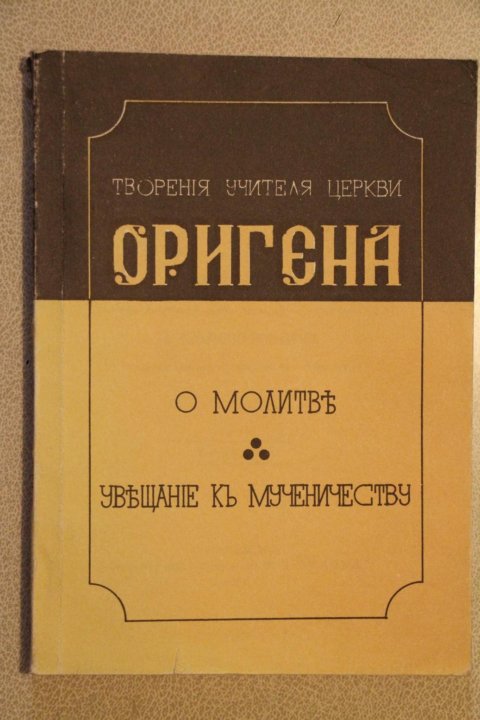 ТВОРЕНІЯ УЧИТЕЛЯ ЦЕРКВИ
ОРИГЕНА
О МОЛИТВѢ
УВѢЩАНІЕ КЪ МУЧЕНИЧЕСТВУ